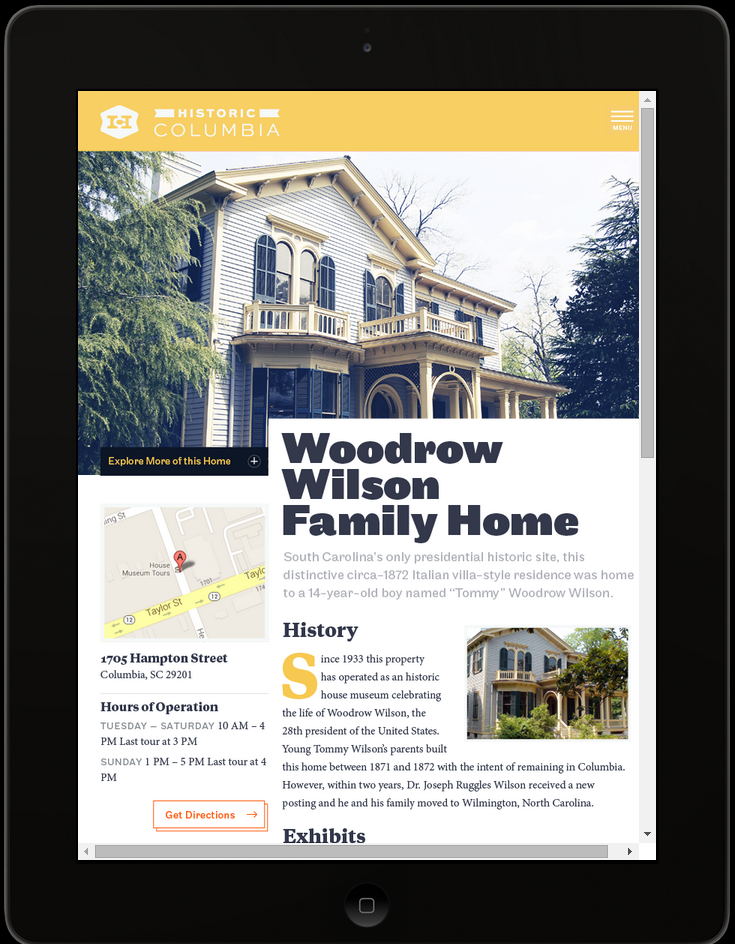 HISTORIC
COLUMBIA
MENU
Explore More of this Home
Woodrow
Wilson
Family Home
South Carolina's only presidential historic site, this
distinctive circa-1872 Italian villa-style residence was home
to a 14-year-old boy named “Tommy” Woodrow Wilson.
ing St
A
House
Museum Tours
1701
Taylor St
12
12
Taylo
174
He
1705 Hampton Street
Columbia, SC 29201
Hours of Operation
TUESDAY – SATURDAY 10 AM – 4
PM Last tour at 3 PM
SUNDAY 1 PM – 5 PM Last tour at 4
PM
Get Directions →
History
Since 1933 this property
has operated as an historic
house museum celebrating
the life of Woodrow Wilson, the
28th president of the United States.
Young Tommy Wilson's parents built
this home between 1871 and 1872 with the intent of remaining in Columbia.
However, within two years, Dr. Joseph Ruggles Wilson received a new
posting and he and his family moved to Wilmington, North Carolina.
Exhibits